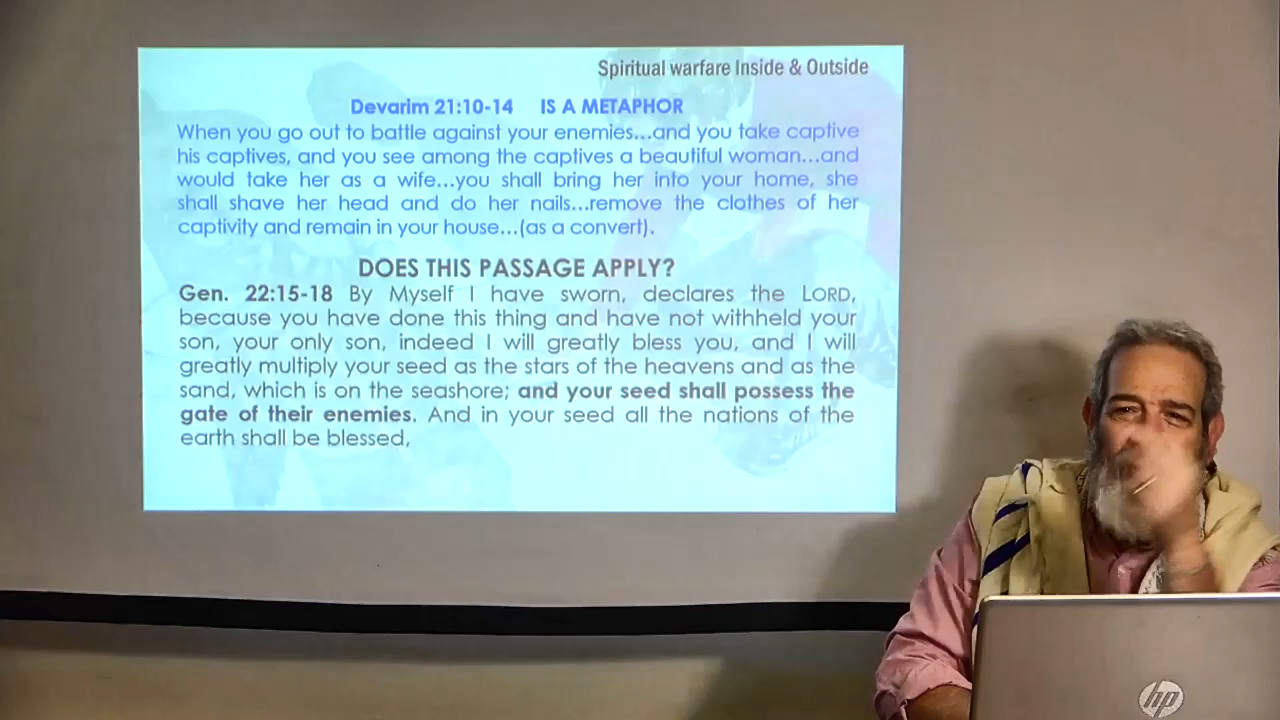 Spiritual warfare Inside & Outside
Devarim 21:10-14 IS A METAPHOR
When you go out to battle against your enemies...and you take captive
his captives, and you see among the captives a beautiful woman...and
would take her as a wife...you shall bring her into your home, she
shall shave her head and do her nails...remove the clothes of her
captivity and remain in your house...(as a convert).
DOES THIS PASSAGE APPLY?
Gen. 22:15-18 By Myself I have sworn, declares the LORD,
because you have done this thing and have not withheld your
son, your only son, indeed I will greatly bless you, and I will
greatly multiply your seed as the stars of the heavens and as the
sand, which is on the seashore; and your seed shall possess the
gate of their enemies. And in your seed all the nations of the
earth shall be blessed,
hp